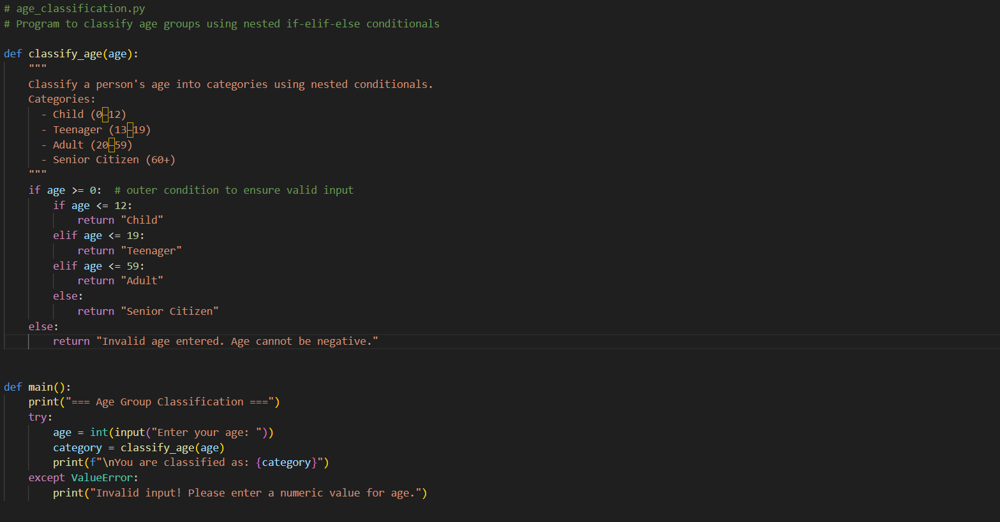 # age_classification.py
# Program to classify age groups using nested if-elif-else conditionals

def classify_age(age):
    """
    Classify a person's age into categories using nested conditionals.
    Categories:
      - Child (0–12)
      - Teenager (13–19)
      - Adult (20–59)
      - Senior Citizen (60+)
    """
    if age >= 0:  # outer condition to ensure valid input
        if age <= 12:
            return "Child"
        elif age <= 19:
            return "Teenager"
        elif age <= 59:
            return "Adult"
        else:
            return "Senior Citizen"
    else:
        return "Invalid age entered. Age cannot be negative."


def main():
    print("=== Age Group Classification ===")
    try:
        age = int(input("Enter your age: "))
        category = classify_age(age)
        print(f"\nYou are classified as: {category}")
    except ValueError:
        print("Invalid input! Please enter a numeric value for age.")